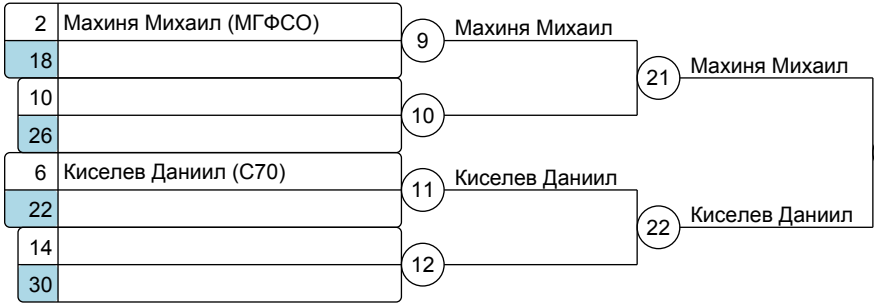 2 Махиня Михаил (МГФСО)
18
10
26
6 Киселев Даниил (С70)
22
14
30
9 Махиня Михаил
10
11 Киселев Даниил
12
21 Махиня Михаил
22 Киселев Даниил